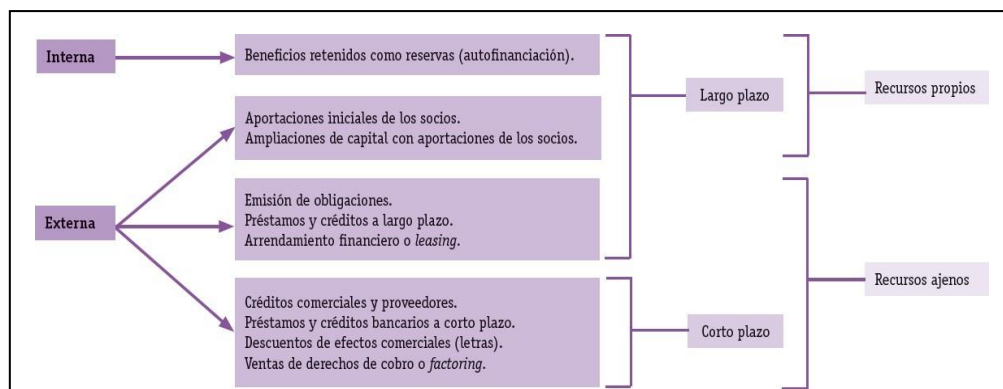 Interna
Beneficios retenidos como reservas (autofinanciación).
Largo plazo
Recursos propios
Aportaciones iniciales de los socios.
Ampliaciones de capital con aportaciones de los socios.
Externa
Emisión de obligaciones.
Préstamos y créditos a largo plazo.
Arrendamiento financiero o leasing.
Recursos ajenos
Créditos comerciales y proveedores.
Préstamos y créditos bancarios a corto plazo.
Descuentos de efectos comerciales (letras).
Ventas de derechos de cobro o factoring.
Corto plazo